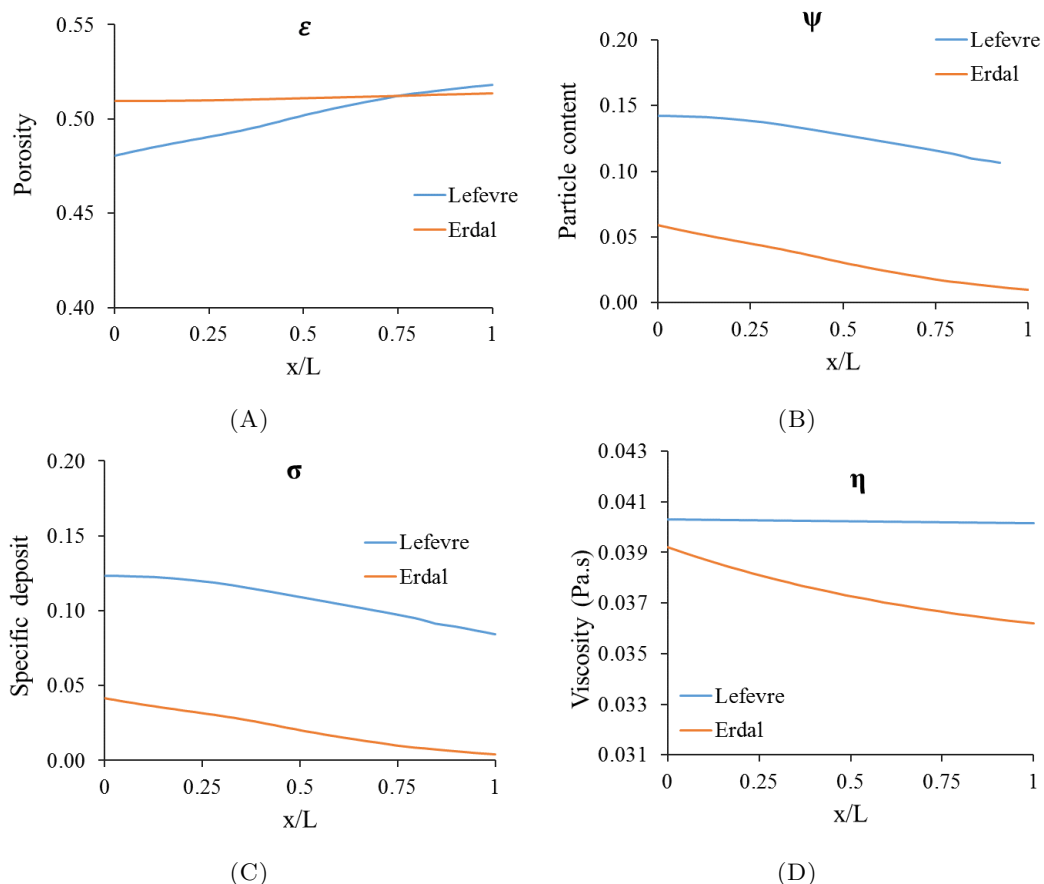 ε
0.55
0.50
0.45
0.40
Porosity
Lefevre
Erdal
0
0.25
0.5
0.75
1
x/L
(A)
Ψ
0.20
0.15
0.10
0.05
0.00
Particle content
Lefevre
Erdal
0
0.25
0.5
0.75
1
x/L
(B)
σ
0.20
0.15
0.10
0.05
0.00
Specific deposit
Lefevre
Erdal
0
0.25
0.5
0.75
1
x/L
(C)
η
0.043
0.041
0.039
0.037
0.035
0.033
0.031
Viscosity (Pa.s)
Lefevre
Erdal
0
0.25
0.5
0.75
1
x/L
(D)